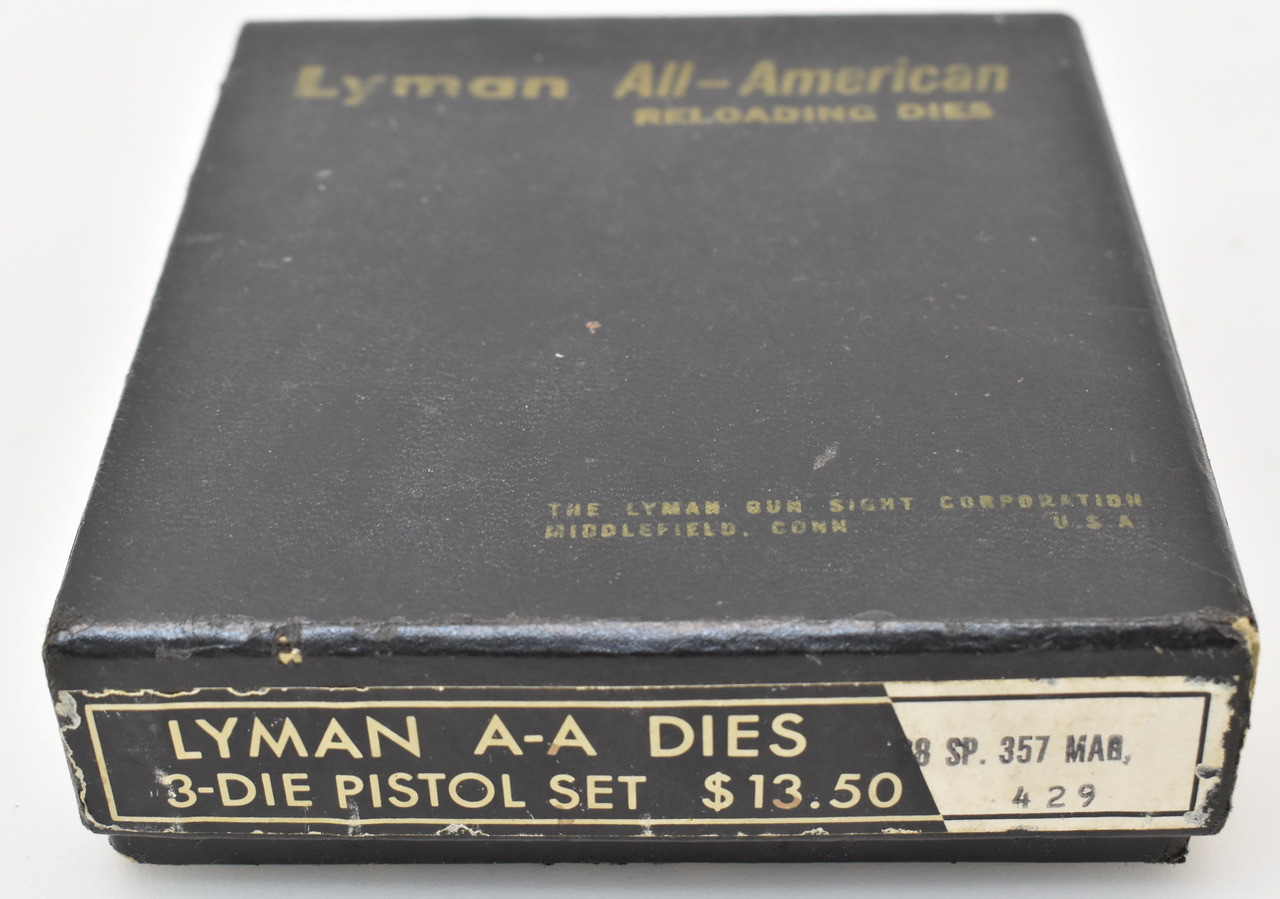 Lyman All-American
RELOADING DIES
THE LYMAN GUN SIGHT CORPORATION
MIDDLEFIELD, CONN U.S.A
LYMAN A-A DIES
3-DIE PISTOL SET $13.50
8 SP. 357 MAG,
429